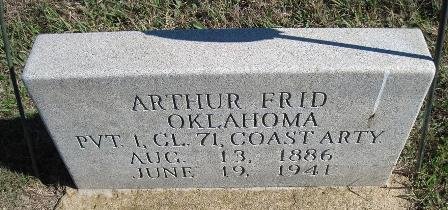 ARTHUR FRID
OKLAHOMA
PVT. 1, CL. 71, COAST ARTY.
AUG. 13, 1886
JUNE 19, 1941